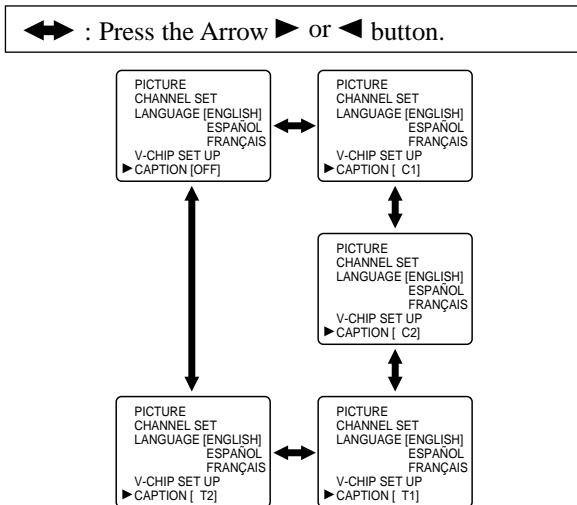 : Press the Arrow ▶ or ◀ button.
PICTURE
CHANNEL SET
LANGUAGE [ENGLISH]
ESPAÑOL
FRANÇAIS
V-CHIP SET UP
▶CAPTION [OFF]
PICTURE
CHANNEL SET
LANGUAGE [ENGLISH]
ESPAÑOL
FRANÇAIS
V-CHIP SET UP
▶CAPTION [ C1]
PICTURE
CHANNEL SET
LANGUAGE [ENGLISH]
ESPAÑOL
FRANÇAIS
V-CHIP SET UP
▶CAPTION [ C2]
PICTURE
CHANNEL SET
LANGUAGE [ENGLISH]
ESPAÑOL
FRANÇAIS
V-CHIP SET UP
▶CAPTION [ T2]
PICTURE
CHANNEL SET
LANGUAGE [ENGLISH]
ESPAÑOL
FRANÇAIS
V-CHIP SET UP
▶CAPTION [ T1]